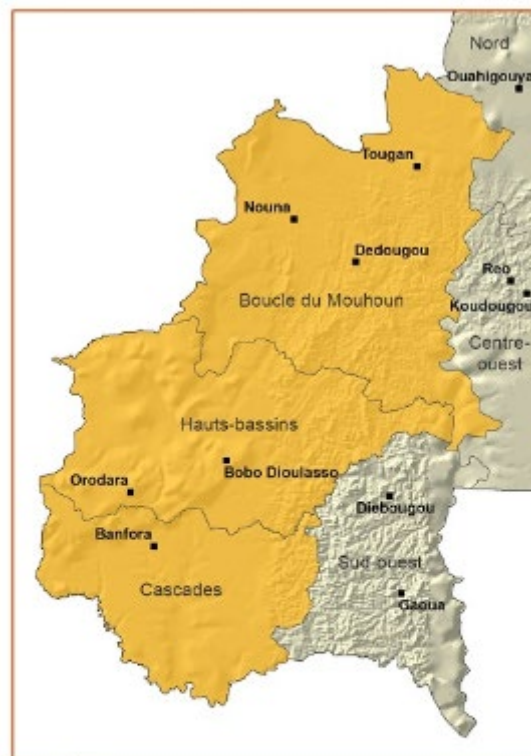 Nord
Ouahigouya
Tougan
Nouna
Dedougou
Reo
Boucle du Mouhoun
Koudougou
Centre-
ouest
Hauts-bassins
Bobo Dioulasso
Orodara
Diebougou
Banfora
Sud-ouest
Cascades
Gaoua